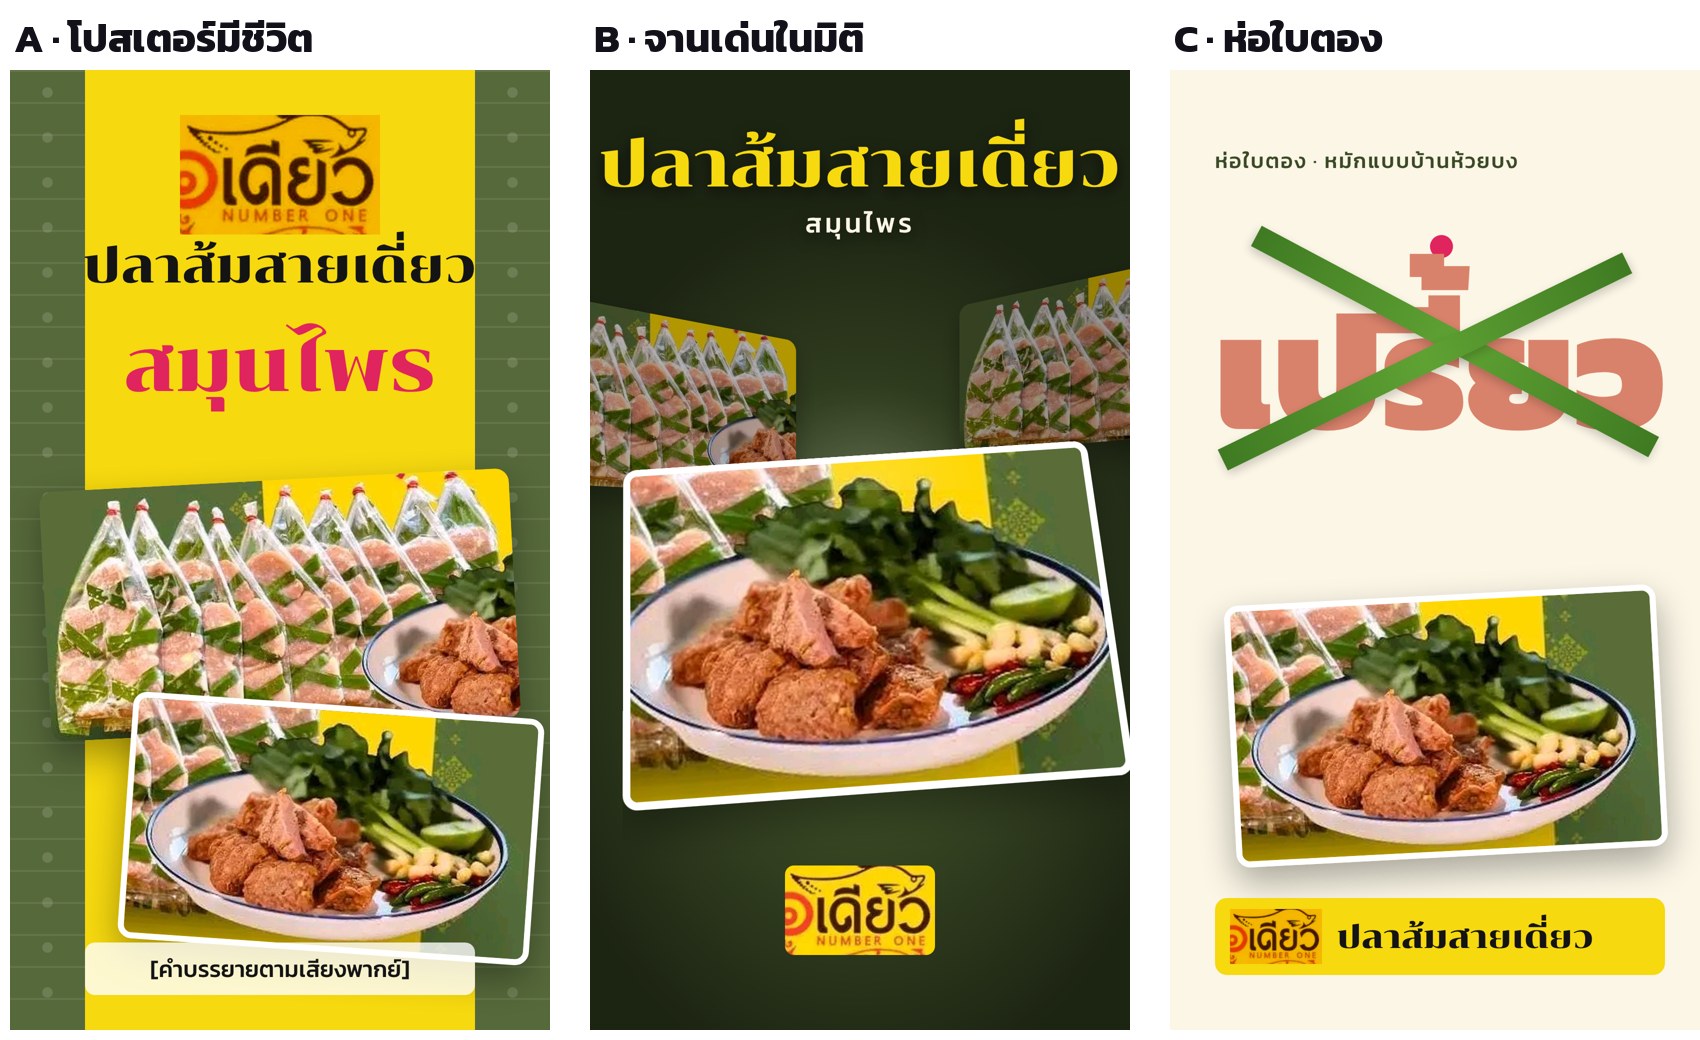 A · โปสเตอร์มีชีวิต
เดียว
NUMBER ONE
ปลาส้มสายเดี่ยว
สมุนไพร
[คำบรรยายตามเสียงพากย์]
B · จานเด่นในมิติ
ปลาส้มสายเดี่ยว
สมุนไพร
เดียว
NUMBER ONE
C · ห่อใบตอง
ห่อใบตอง · หมักแบบบ้านห้วยบง
เปรี้ยว
เดียว
NUMBER ONE
ปลาส้มสายเดี่ยว